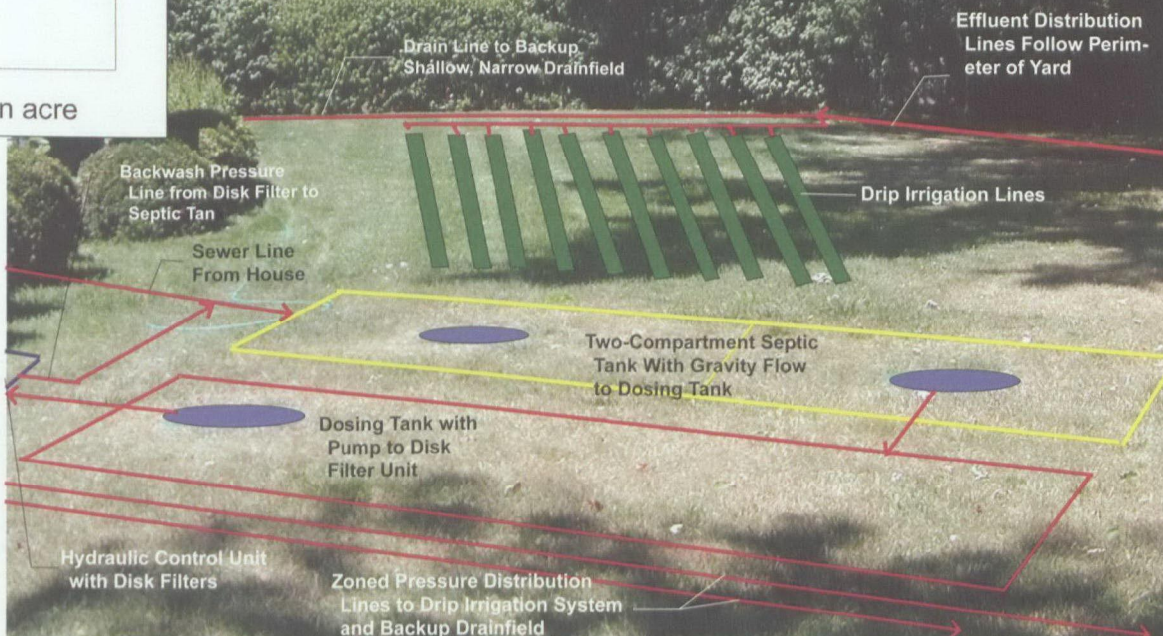 n acre
Drain Line to Backup
Shallow, Narrow Drainfield
Effluent Distribution
Lines Follow Perim-
eter of Yard
Backwash Pressure
Line from Disk Filter to
Septic Tan
Drip Irrigation Lines
Sewer Line
From House
Two-Compartment Septic
Tank With Gravity Flow
to Dosing Tank
Dosing Tank with
Pump to Disk
Filter Unit
Hydraulic Control Unit
with Disk Filters
Zoned Pressure Distribution
Lines to Drip Irrigation System
and Backup Drainfield